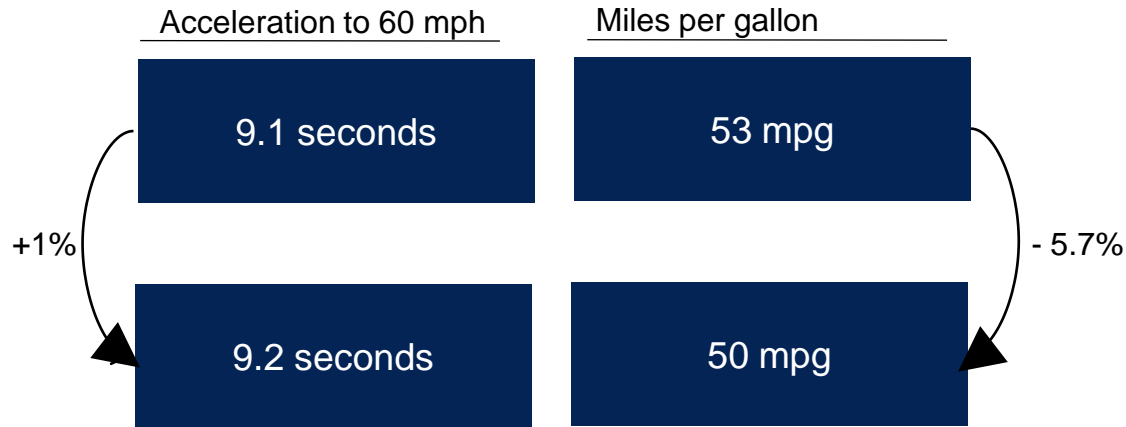 Acceleration to 60 mph
Miles per gallon
9.1 seconds
53 mpg
+1%
- 5.7%
9.2 seconds
50 mpg